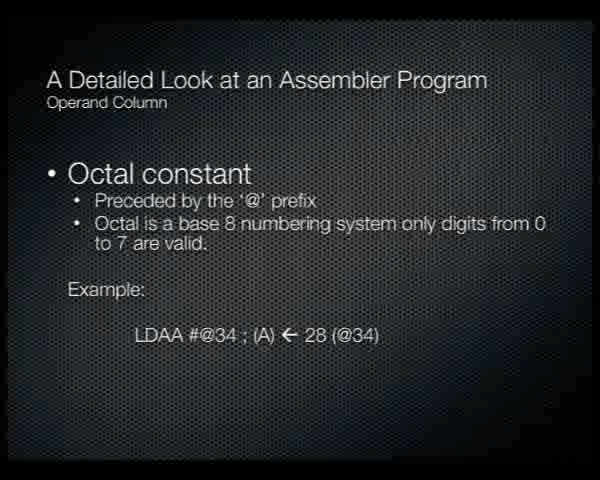 A Detailed Look at an Assembler Program
Operand Column
• Octal constant
• Preceded by the ‘@’ prefix
• Octal is a base 8 numbering system only digits from 0
to 7 are valid.
Example:
LDAA #@34 ; (A) ← 28 (@34)